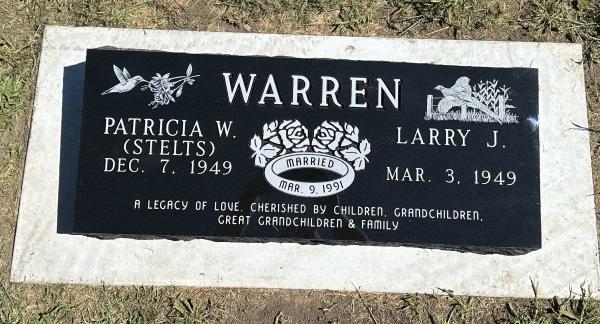 WARREN
PATRICIA W.
(STELTS)
DEC. 7, 1949
MARRIED
MAR. 9, 1991
LARRY J.
MAR. 3, 1949
A LEGACY OF LOVE, CHERISHED BY CHILDREN, GRANDCHILDREN,
GREAT GRANDCHILDREN & FAMILY